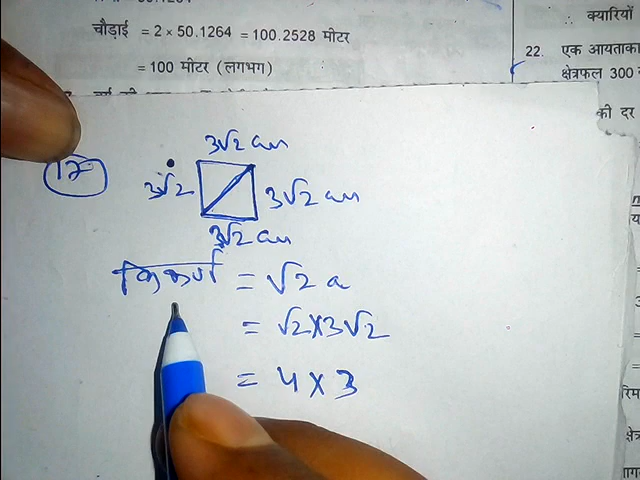 चौड़ाई = 2 × 50.1264 = 100.2528 मीटर
= 100 मीटर (लगभग)
∴ क्यारियों
22. एक आयताका
क्षेत्रफल 300
की दर
17
3√2 cm
3√2
3√2 cm
3√2 cm
विकर्ण = √2 a
= √2 × 3√2
= 4 × 3
रिम
क्षे